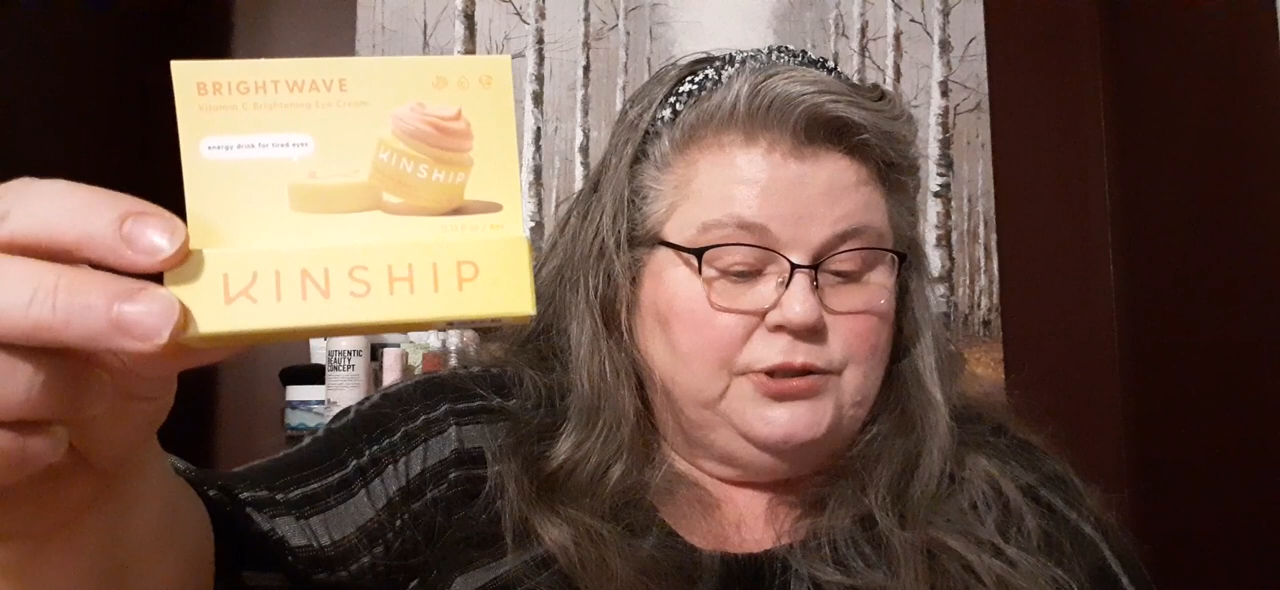 BRIGHTWAVE
Vitamin C Brightening Eye Cream
energy drink for tired eyes
KINSHIP
KINSHIP
AUTHENTIC
BEAUTY
CONCEPT